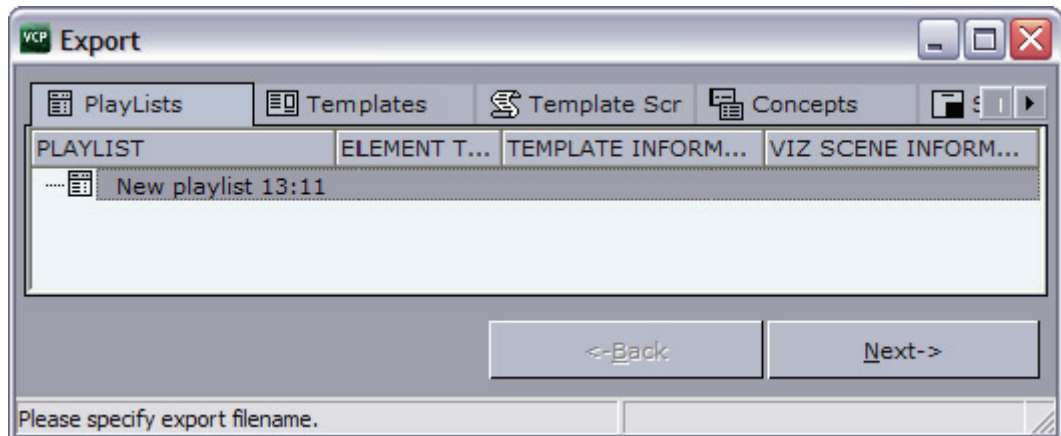 VCP Export
PlayLists Templates Template Scr Concepts
PLAYLIST ELEMENT T... TEMPLATE INFORM... VIZ SCENE INFORM...
New playlist 13:11
<-Back Next->
Please specify export filename.